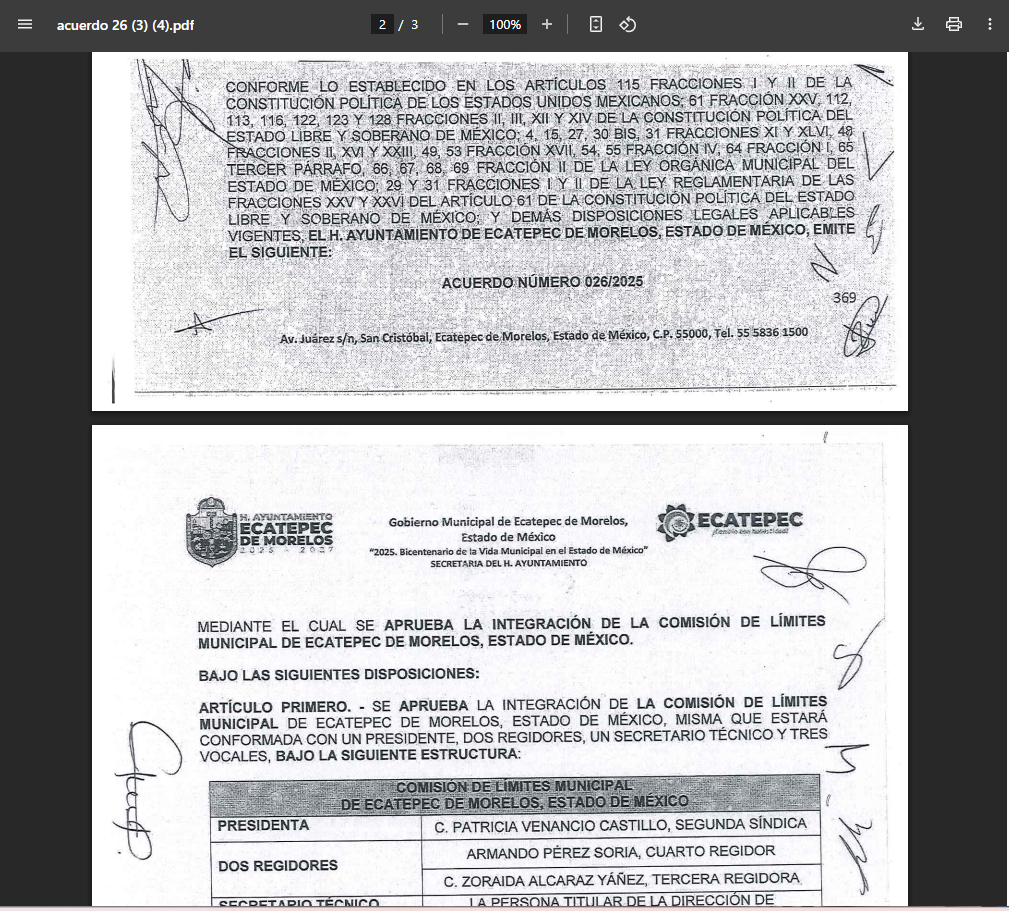 acuerdo 26 (3) (4).pdf
2 / 3
100%
CONFORME LO ESTABLECIDO EN LOS ARTÍCULOS 115 FRACCIONES I Y II DE LA
CONSTITUCIÓN POLÍTICA DE LOS ESTADOS UNIDOS MEXICANOS; 61 FRACCIÓN XXV, 112,
113, 116, 122, 123 Y 128 FRACCIONES II, III, XII Y XIV DE LA CONSTITUCIÓN POLÍTICA DEL
ESTADO LIBRE Y SOBERANO DE MÉXICO; 4, 15, 27, 30 BIS, 31 FRACCIONES XI Y XLVI, 48
FRACCIONES II, XVI Y XXIII, 49, 53 FRACCIÓN XVII, 54, 55 FRACCIÓN IV, 64 FRACCIÓN I, 65
TERCER PÁRRAFO, 66, 67, 68, 69 FRACCIÓN II DE LA LEY ORGÁNICA MUNICIPAL DEL
ESTADO DE MÉXICO; 29 Y 31 FRACCIONES I Y II DE LA LEY REGLAMENTARIA DE LAS
FRACCIONES XXV Y XXVI DEL ARTÍCULO 61 DE LA CONSTITUCIÓN POLÍTICA DEL ESTADO
LIBRE Y SOBERANO DE MÉXICO; Y DEMÁS DISPOSICIONES LEGALES APLICABLES
VIGENTES, EL H. AYUNTAMIENTO DE ECATEPEC DE MORELOS, ESTADO DE MÉXICO, EMITE
EL SIGUIENTE:
ACUERDO NÚMERO 026/2025
369
Av. Juárez s/n, San Cristóbal, Ecatepec de Morelos, Estado de México, C.P. 55000, Tel. 55 5836 1500
H. AYUNTAMIENTO
ECATEPEC
DE MORELOS
2025 - 2027
Gobierno Municipal de Ecatepec de Morelos,
Estado de México
"2025. Bicentenario de la Vida Municipal en el Estado de México"
SECRETARIA DEL H. AYUNTAMIENTO
ECATEPEC
MEDIANTE EL CUAL SE APRUEBA LA INTEGRACIÓN DE LA COMISIÓN DE LÍMITES
MUNICIPAL DE ECATEPEC DE MORELOS, ESTADO DE MÉXICO.
BAJO LAS SIGUIENTES DISPOSICIONES:
ARTÍCULO PRIMERO. - SE APRUEBA LA INTEGRACIÓN DE LA COMISIÓN DE LÍMITES
MUNICIPAL DE ECATEPEC DE MORELOS, ESTADO DE MÉXICO, MISMA QUE ESTARÁ
CONFORMADA CON UN PRESIDENTE, DOS REGIDORES, UN SECRETARIO TÉCNICO Y TRES
VOCALES, BAJO LA SIGUIENTE ESTRUCTURA:
COMISIÓN DE LÍMITES MUNICIPAL
DE ECATEPEC DE MORELOS, ESTADO DE MÉXICO
PRESIDENTA
C. PATRICIA VENANCIO CASTILLO, SEGUNDA SÍNDICA
DOS REGIDORES
ARMANDO PÉREZ SORIA, CUARTO REGIDOR
C. ZORAIDA ALCARAZ YÁÑEZ, TERCERA REGIDORA
SECRETARIO TÉCNICO
LA PERSONA TITULAR DE LA DIRECCIÓN DE